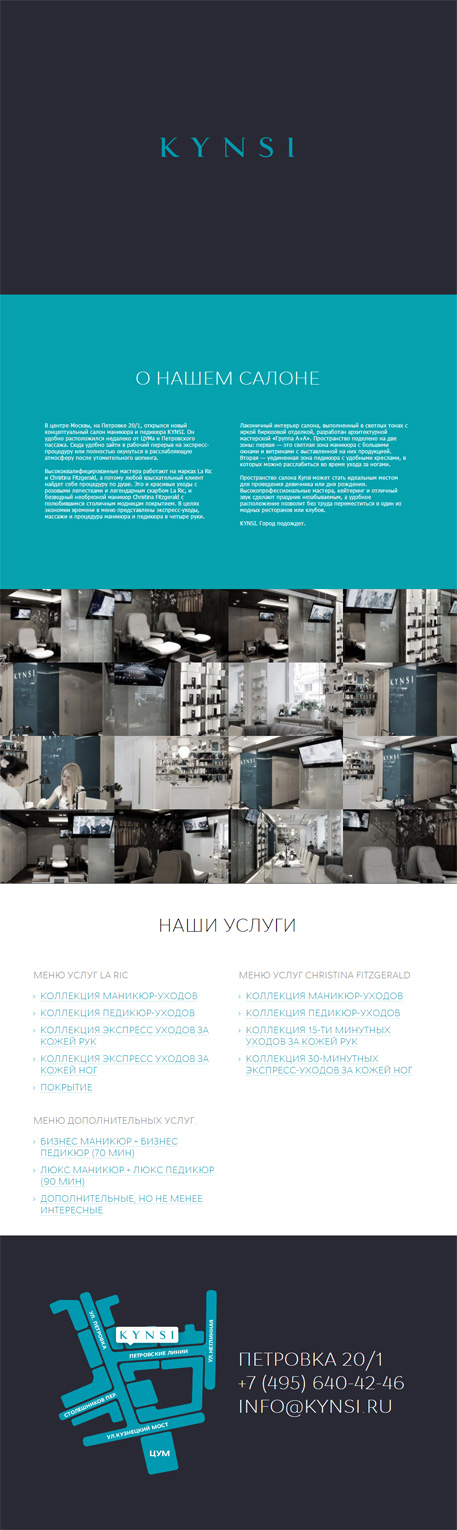 KYNSI
О НАШЕМ САЛОНЕ
В центре Москвы, на Петровке 20/1, открылся новый
концептуальный салон маникюра и педикюра KYNSI. Он
удобно расположился недалеко от ЦУМа и Петровского
пассажа. Сюда удобно зайти в рабочий перерыв на экспресс-
процедуру или полностью окунуться в расслабляющую
атмосферу после утомительного шопинга.
Высококвалифицированные мастера работают на марках La Ric
и Christina Fitzgerald, а потому любой взыскательный клиент
найдет себе процедуру по душе. Это и красивые уходы с
розовыми лепестками и легендарным скарбом La Ric, и
безводный необрезной маникюр Christina Fitzgerald с
полюбившимся столичным модницам покрытием. В целях
экономии времени в меню представлены экспресс-уходы,
массажи и процедура маникюра и педикюра в четыре руки.
Лаконичный интерьер салона, выполненный в светлых тонах с
яркой бирюзовой отделкой, разработан архитектурной
мастерской «Группа А+А». Пространство поделено на две
зоны: первая — это светлая зона маникюра с большими
окнами и витринами с выставленной на них продукцией.
Вторая — уединенная зона с удобными креслами, в
которых можно расслабиться во время ухода за ногами.
Пространство салона Kynsi может стать идеальным местом
для проведения девичника или дня рождения.
Высокопрофессиональные мастера, кейтеринг и отличный
звук сделают праздник незабываемым, а удобное
расположение позволит без труда переместиться в один из
модных ресторанов или клубов.
KYNSI. Город подождет.
KYNSI
KYNSI
НАШИ УСЛУГИ
МЕНЮ УСЛУГ LA RIC
› КОЛЛЕКЦИЯ МАНИКЮР-УХОДОВ
› КОЛЛЕКЦИЯ ПЕДИКЮР-УХОДОВ
› КОЛЛЕКЦИЯ ЭКСПРЕСС УХОДОВ ЗА
КОЖЕЙ РУК
› КОЛЛЕКЦИЯ ЭКСПРЕСС УХОДОВ ЗА
КОЖЕЙ НОГ
› ПОКРЫТИЕ
МЕНЮ УСЛУГ CHRISTINA FITZGERALD
› КОЛЛЕКЦИЯ МАНИКЮР-УХОДОВ
› КОЛЛЕКЦИЯ ПЕДИКЮР-УХОДОВ
› КОЛЛЕКЦИЯ 15-ТИ МИНУТНЫХ
УХОДОВ ЗА КОЖЕЙ РУК
› КОЛЛЕКЦИЯ 30-МИНУТНЫХ
ЭКСПРЕСС-УХОДОВ ЗА КОЖЕЙ НОГ
МЕНЮ ДОПОЛНИТЕЛЬНЫХ УСЛУГ
› БИЗНЕС МАНИКЮР + БИЗНЕС
ПЕДИКЮР (70 МИН)
› ЛЮКС МАНИКЮР + ЛЮКС ПЕДИКЮР
(90 МИН)
› ДОПОЛНИТЕЛЬНЫЕ, НО НЕ МЕНЕЕ
ИНТЕРЕСНЫЕ
УЛ. ПЕТРОВКА
KYNSI
ПЕТРОВСКИЕ ЛИНИИ
УЛ. НЕГЛИННАЯ
СТОЛЕШНИКОВ ПЕР.
УЛ.КУЗНЕЦКИЙ МОСТ
ЦУМ
ПЕТРОВКА 20/1
+7 (495) 640-42-46
INFO@KYNSI.RU